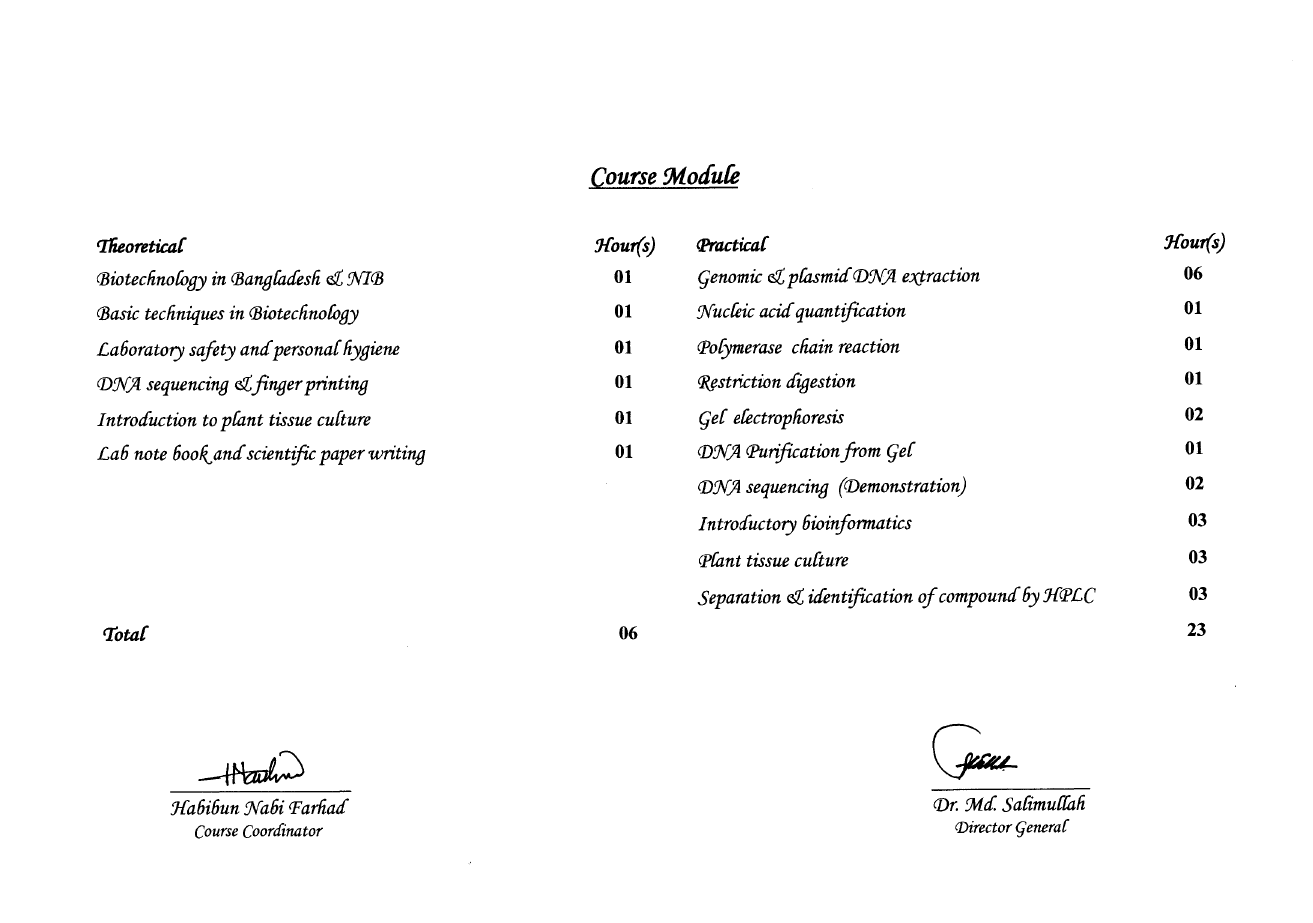 Course Module
Theoretical Hour(s) Practical Hour(s)
Biotechnology in Bangladesh & NIB 01 Genomic & plasmid DNA extraction 06
Basic techniques in Biotechnology 01 Nucleic acid quantification 01
Laboratory safety and personal hygiene 01 Polymerase chain reaction 01
DNA sequencing & finger printing 01 Restriction digestion 01
Introduction to plant tissue culture 01 Gel electrophoresis 02
Lab note book and scientific paper writing 01 DNA Purification from Gel 01
DNA sequencing (Demonstration) 02
Introductory bioinformatics 03
Plant tissue culture 03
Separation & identification of compound by HPLC 03
Total 06 23
Habibun Nabi Farhad Dr. Md. Salimullah
Course Coordinator Director General